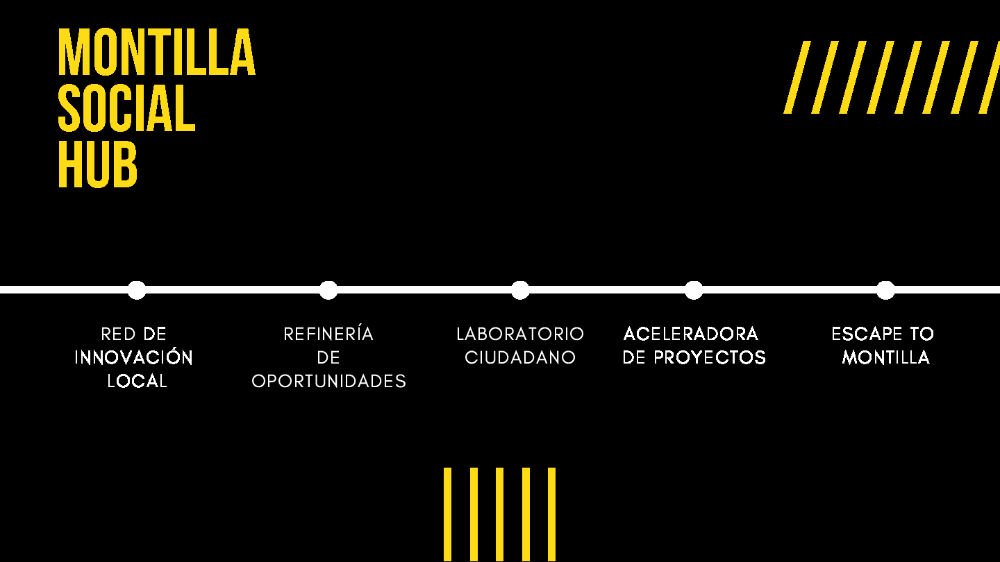 MONTILLA
SOCIAL
HUB
RED DE
INNOVACIÓN
LOCAL
REFINERÍA
DE
OPORTUNIDADES
LABORATORIO
CIUDADANO
ACELERADORA
DE PROYECTOS
ESCAPE TO
MONTILLA